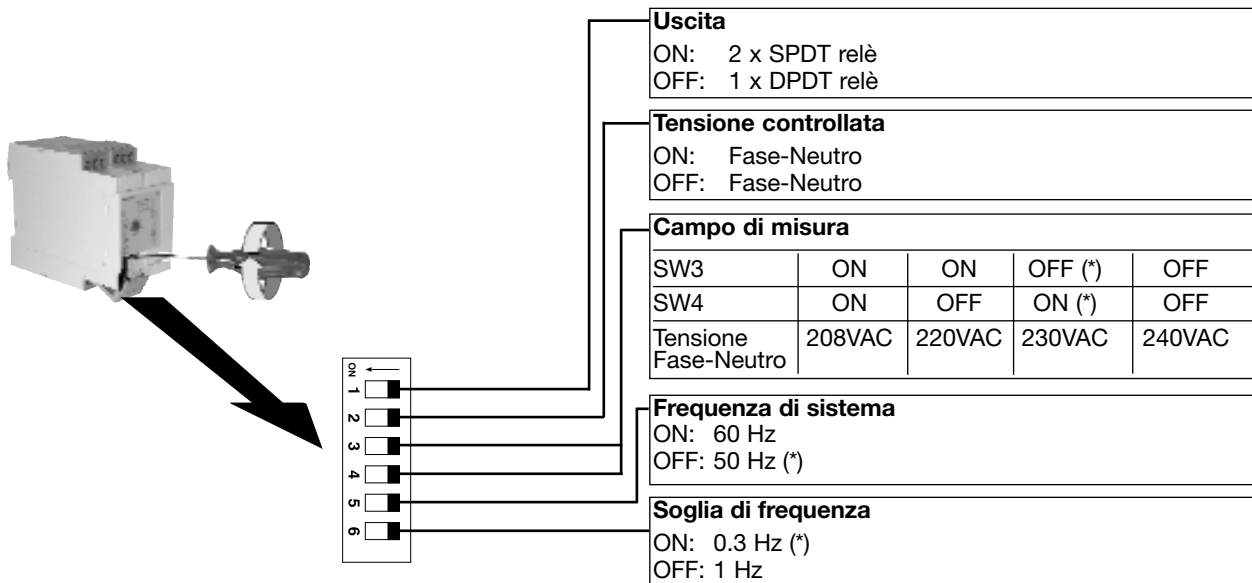 Uscita
ON: 2 x SPDT relè
OFF: 1 x DPDT relè
Tensione controllata
ON: Fase-Neutro
OFF: Fase-Neutro
Campo di misura
SW3 ON ON OFF (*) OFF
SW4 ON OFF ON (*) OFF
Tensione Fase-Neutro 208VAC 220VAC 230VAC 240VAC
Frequenza di sistema
ON: 60 Hz
OFF: 50 Hz (*)
Soglia di frequenza
ON: 0.3 Hz (*)
OFF: 1 Hz
ON
1
2
3
4
5
6